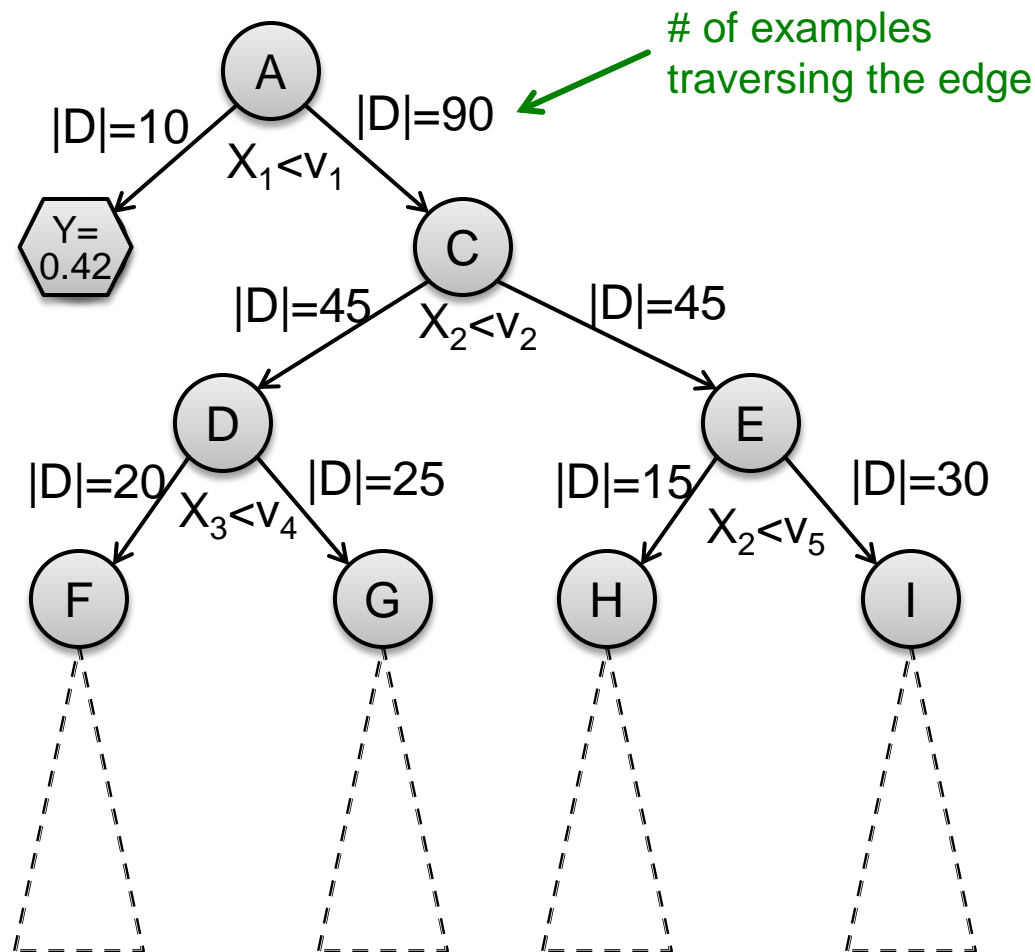 # of examples
traversing the edge
A
|D|=10
|D|=90
X₁<v₁
Y=
0.42
C
|D|=45
X₂<v₂
|D|=45
D
E
|D|=20
X₃<v₄
|D|=25
|D|=15
X₂<v₅
|D|=30
F
G
H
I